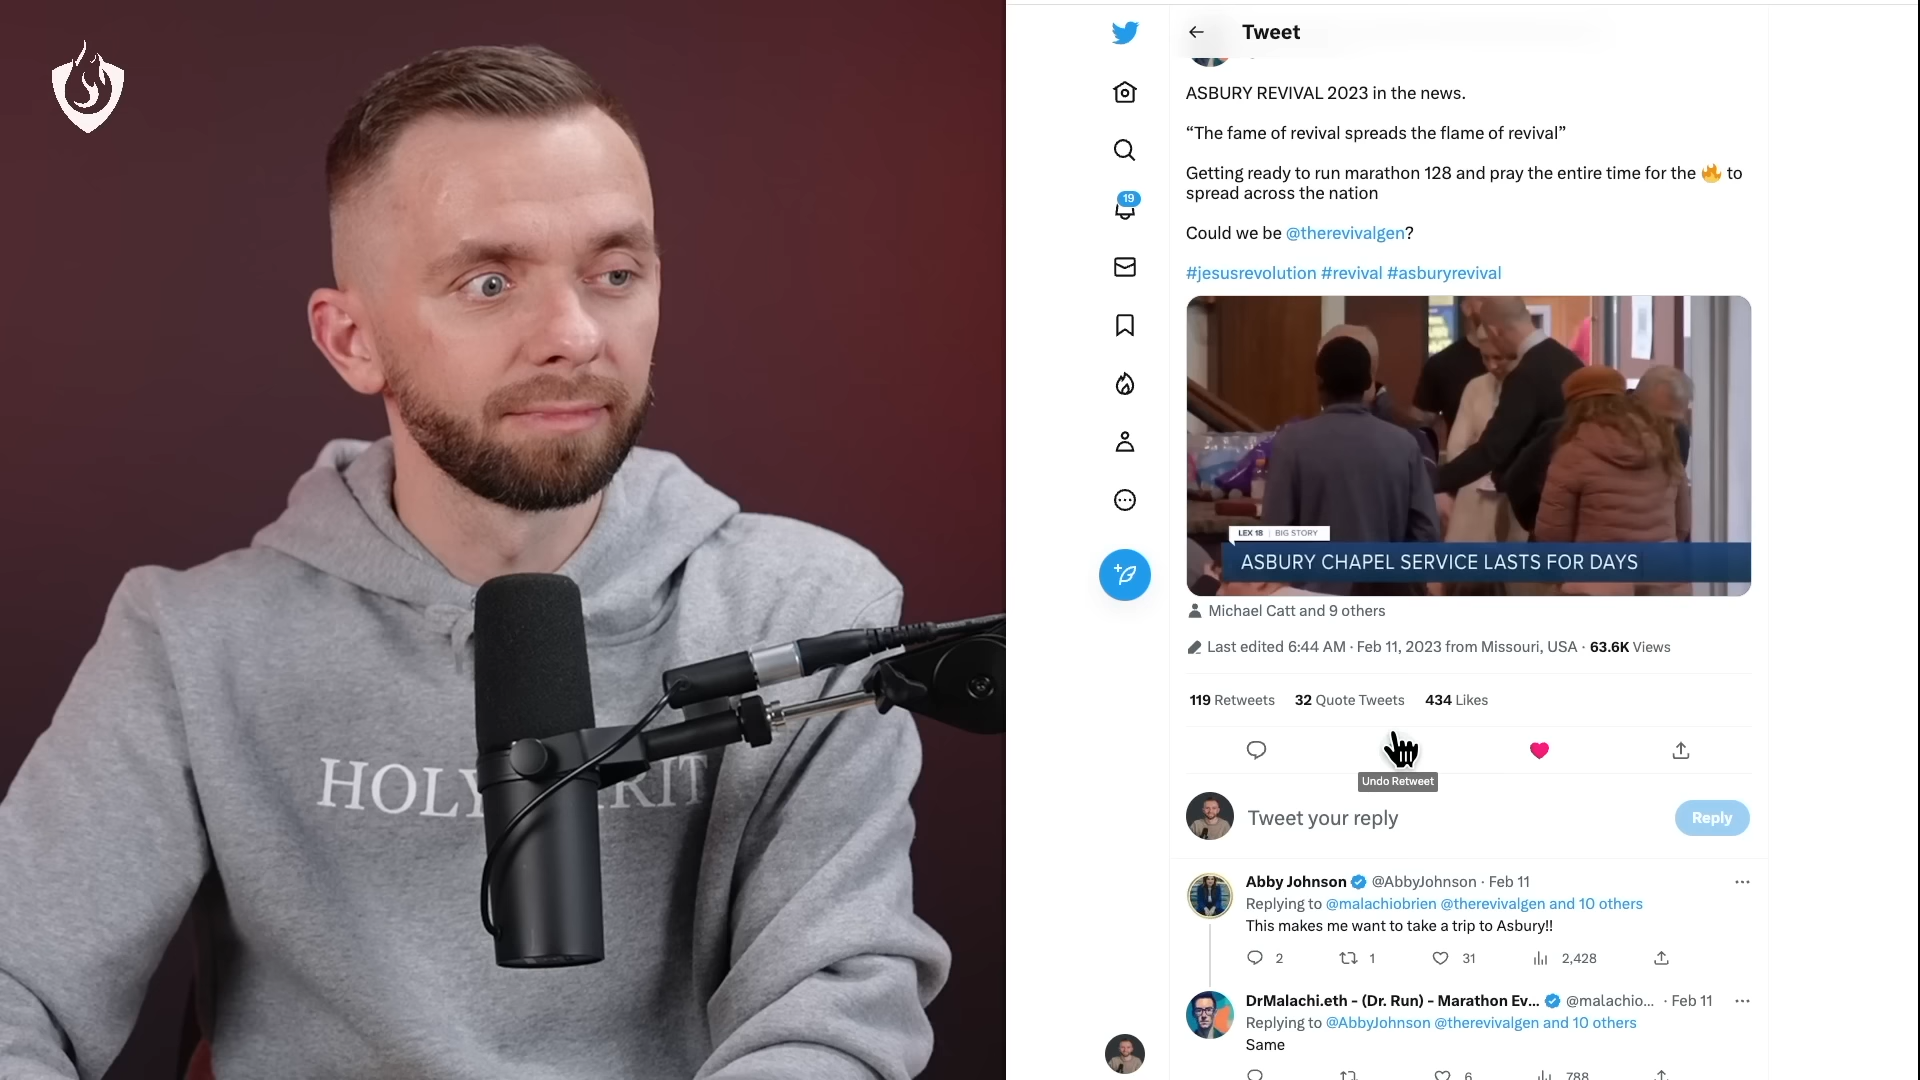 Tweet
ASBURY REVIVAL 2023 in the news.
“The fame of revival spreads the flame of revival”
Getting ready to run marathon 128 and pray the entire time for the 🔥 to
spread across the nation
Could we be @therevivalgen?
#jesusrevolution #revival #asburyrevival
19
LEX 18 | BIG STORY
ASBURY CHAPEL SERVICE LASTS FOR DAYS
Michael Catt and 9 others
Last edited 6:44 AM · Feb 11, 2023 from Missouri, USA · 63.6K Views
119 Retweets 32 Quote Tweets 434 Likes
Undo Retweet
Tweet your reply
Reply
Abby Johnson @AbbyJohnson · Feb 11
Replying to @malachiobrien @therevivalgen and 10 others
This makes me want to take a trip to Asbury!!
2 1 31 2,428
DrMalachi.eth - (Dr. Run) - Marathon Ev... @malachio... · Feb 11
Replying to @AbbyJohnson @therevivalgen and 10 others
Same
6 788
HOLY RIT